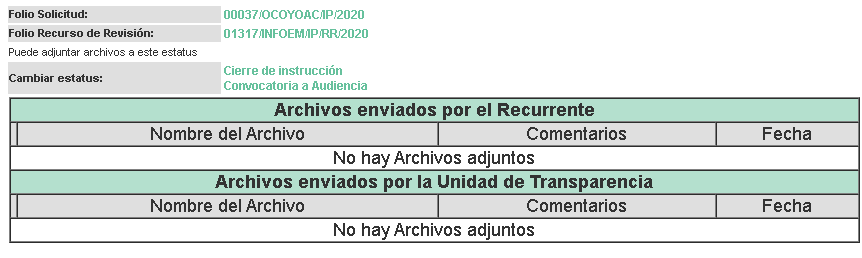 Folio Solicitud: 00037/OCOYOAC/IP/2020
Folio Recurso de Revisión: 01317/INFOEM/IP/RR/2020
Puede adjuntar archivos a este estatus
Cambiar estatus: Cierre de instrucción
Convocatoria a Audiencia
Archivos enviados por el Recurrente
Nombre del Archivo Comentarios Fecha
No hay Archivos adjuntos
Archivos enviados por la Unidad de Transparencia
Nombre del Archivo Comentarios Fecha
No hay Archivos adjuntos